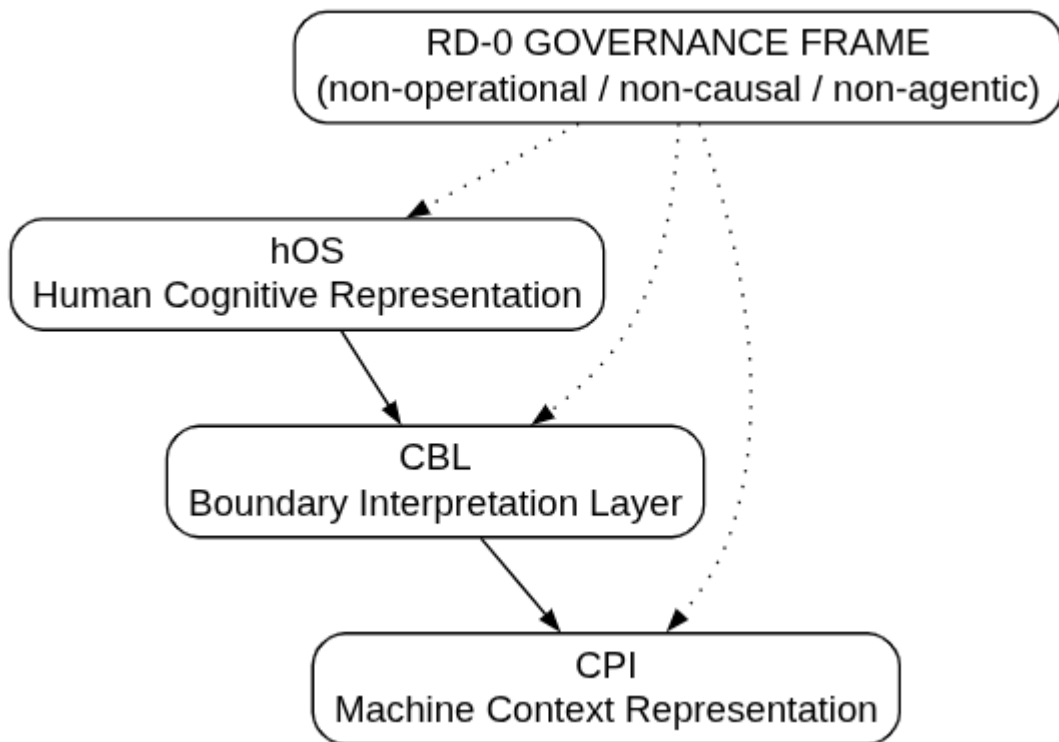 RD-0 GOVERNANCE FRAME
(non-operational / non-causal / non-agentic)
hOS
Human Cognitive Representation
CBL
Boundary Interpretation Layer
CPI
Machine Context Representation